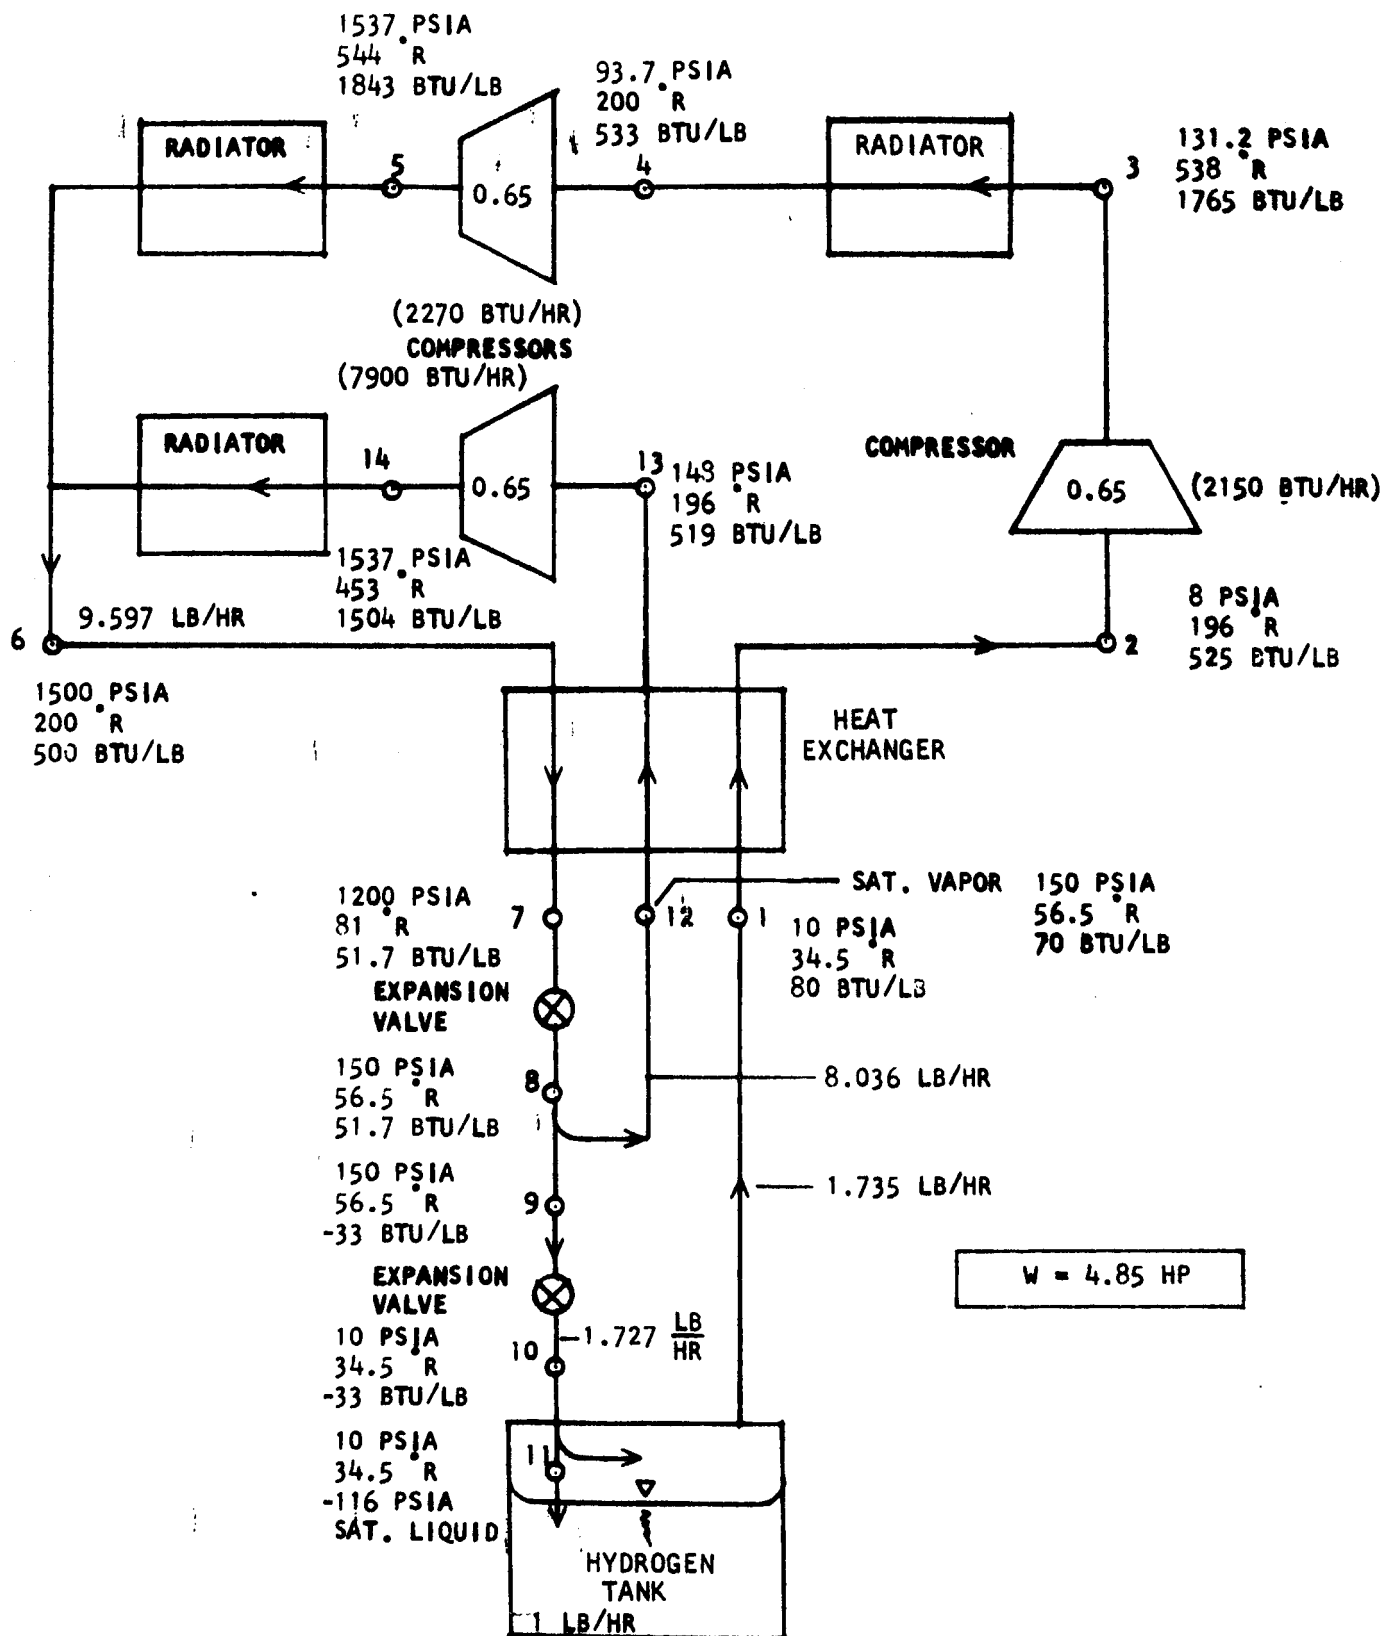 1537 PSIA
544 °R
1843 BTU/LB
93.7 PSIA
200 °R
533 BTU/LB
RADIATOR
5
0.65
4
RADIATOR
3
131.2 PSIA
538 °R
1765 BTU/LB
(2270 BTU/HR)
COMPRESSORS
(7900 BTU/HR)
RADIATOR
14
0.65
13
148 PSIA
196 °R
519 BTU/LB
COMPRESSOR
0.65
(2150 BTU/HR)
1537 PSIA
453 °R
1504 BTU/LB
6
9.597 LB/HR
1500 PSIA
200 °R
500 BTU/LB
2
8 PSIA
196 °R
525 BTU/LB
HEAT
EXCHANGER
1200 PSIA
81 °R
51.7 BTU/LB
7
12
1
SAT. VAPOR
150 PSIA
56.5 °R
70 BTU/LB
10 PSIA
34.5 °R
80 BTU/LB
EXPANSION
VALVE
150 PSIA
56.5 °R
51.7 BTU/LB
8
8.036 LB/HR
150 PSIA
56.5 °R
-33 BTU/LB
9
1.735 LB/HR
EXPANSION
VALVE
W = 4.85 HP
10 PSIA
34.5 °R
-33 BTU/LB
10
1.727 LB
HR
10 PSIA
34.5 °R
-116 PSIA
SAT. LIQUID
11
HYDROGEN
TANK
1 LB/HR